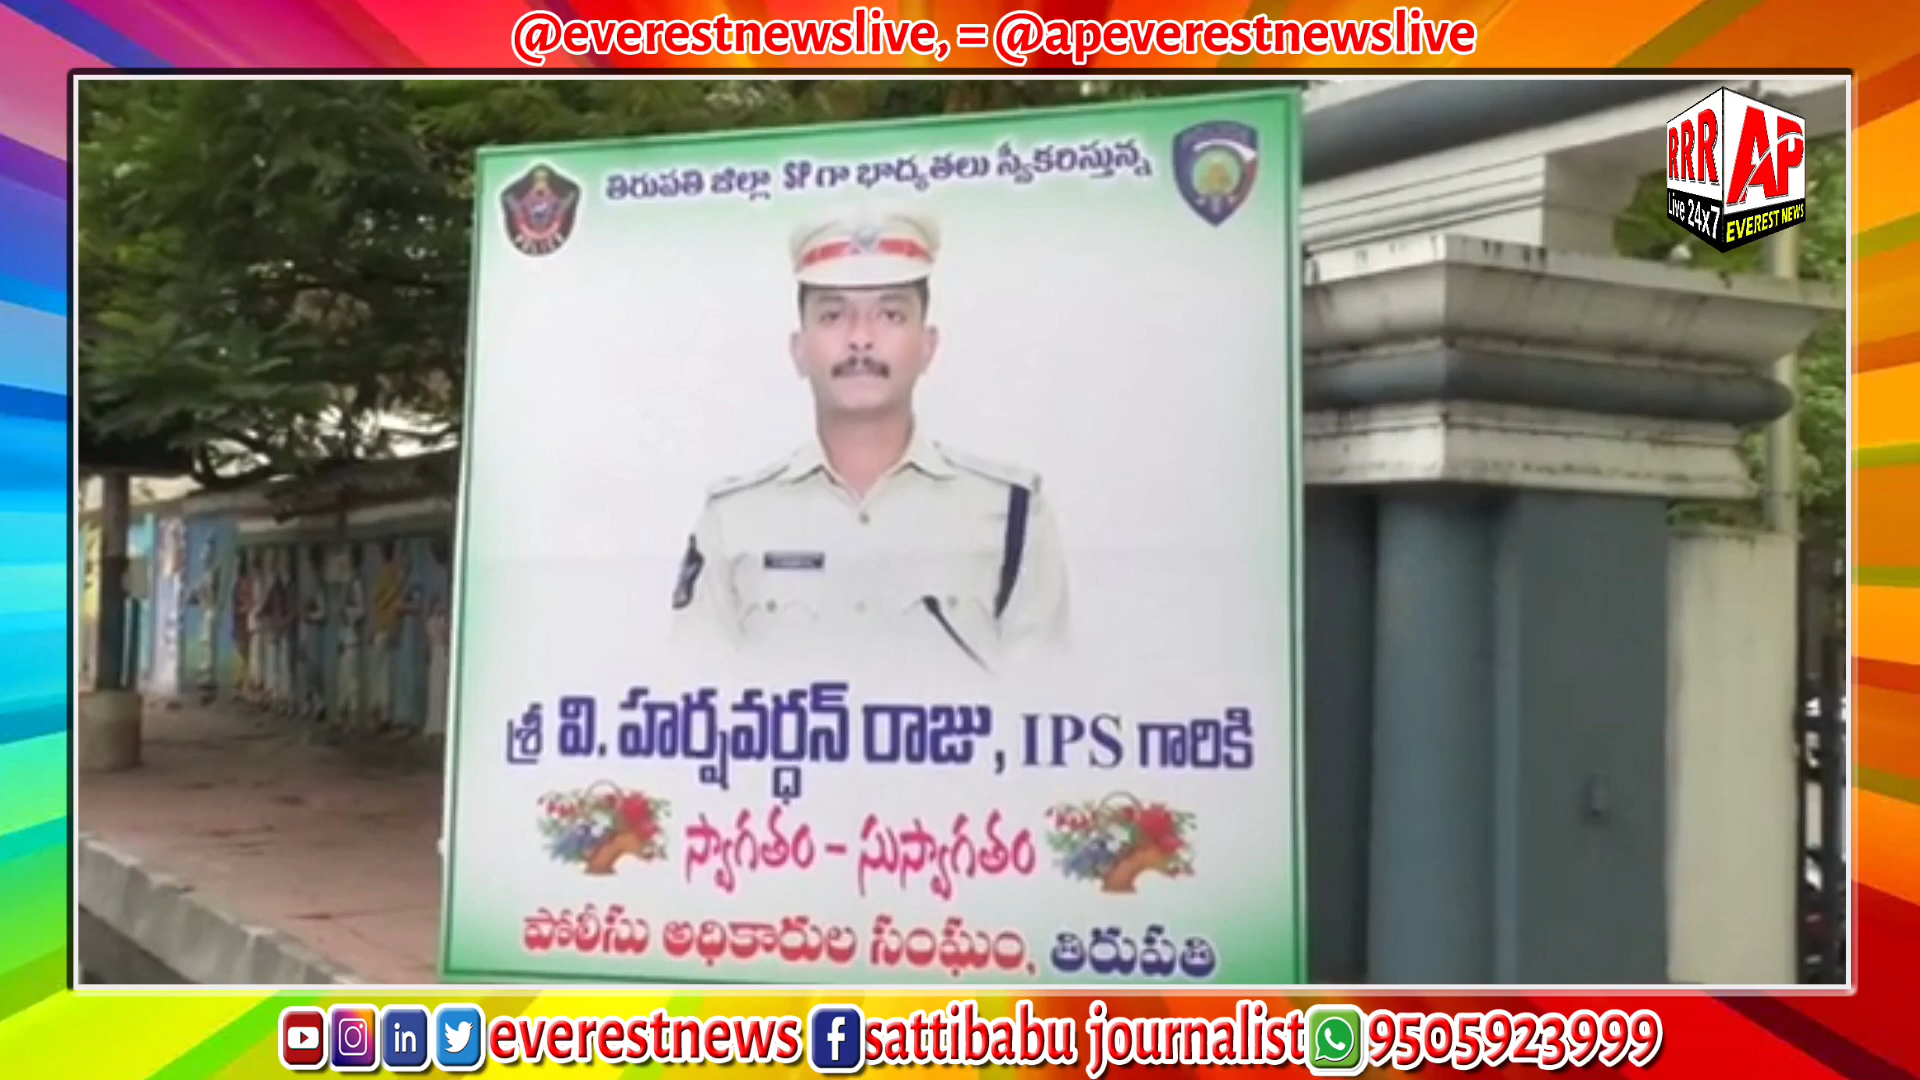 @everestnewslive, = @apeverestnewslive
RRR
AP
Live 24x7
EVEREST NEWS
తిరుపతి జిల్లా SP గా భాద్యతలు స్వీకరిస్తున్న
POLICE
శ్రీ వి. హర్షవర్ధన్ రాజు, IPS గారికి
స్వాగతం - సుస్వాగతం
పోలీసు అధికారుల సంఘం, తిరుపతి
everestnews sattibabu journalist 9505923999